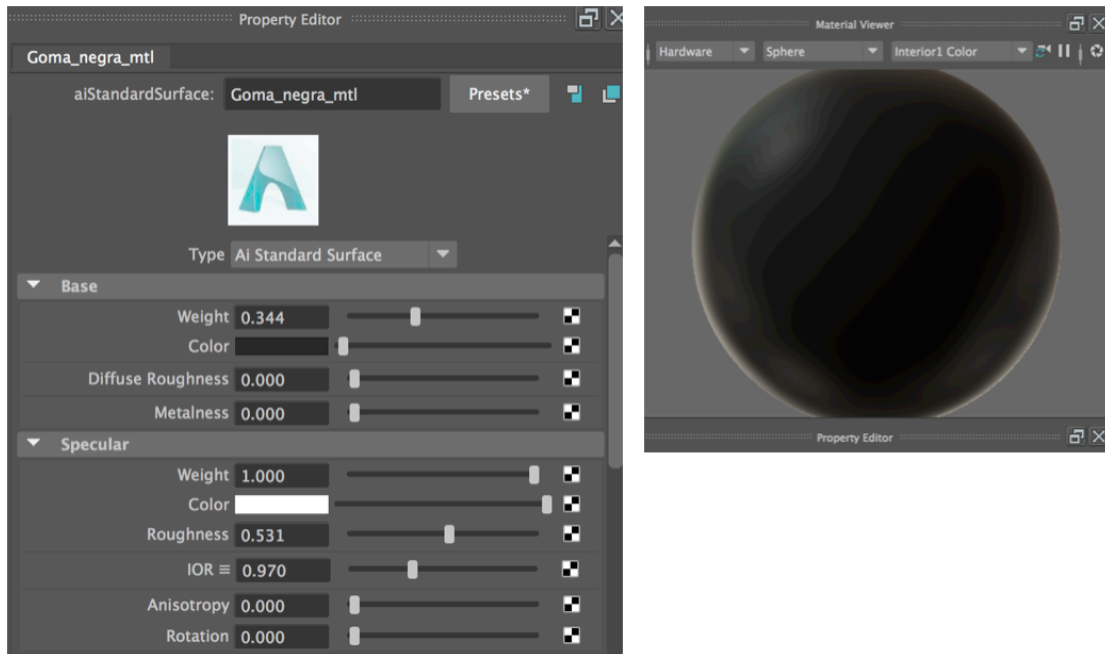 Property Editor
Goma_negra_mtl
aiStandardSurface: Goma_negra_mtl Presets*
Type Ai Standard Surface
Base
Weight 0.344
Color
Diffuse Roughness 0.000
Metalness 0.000
Specular
Weight 1.000
Color
Roughness 0.531
IOR 0.970
Anisotropy 0.000
Rotation 0.000
Material Viewer
Hardware Sphere Interior1 Color
Property Editor